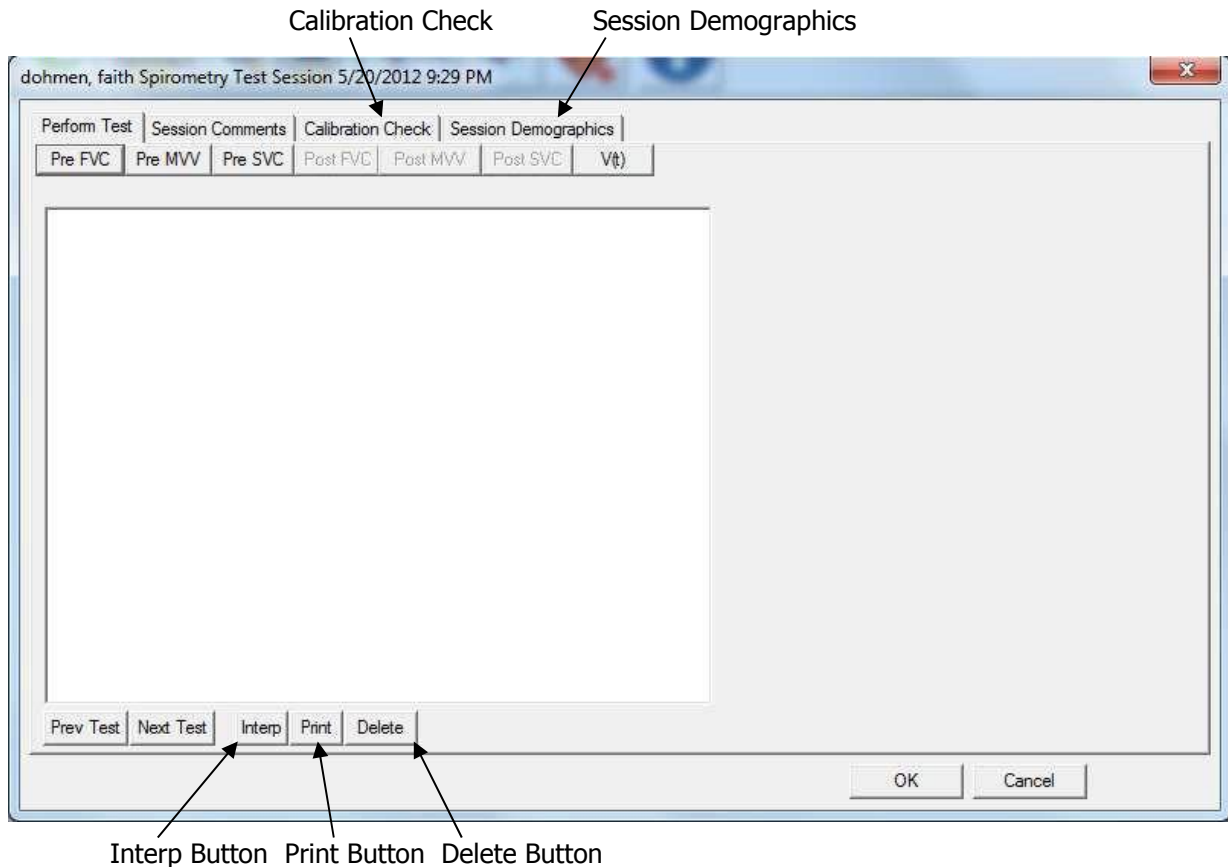 Calibration Check Session Demographics
dohmen, faith Spirometry Test Session 5/20/2012 9:29 PM
Perform Test Session Comments Calibration Check Session Demographics
Pre FVC Pre MVV Pre SVC Post FVC Post MVV Post SVC V(t)
Prev Test Next Test Interp Print Delete
OK Cancel
Interp Button Print Button Delete Button